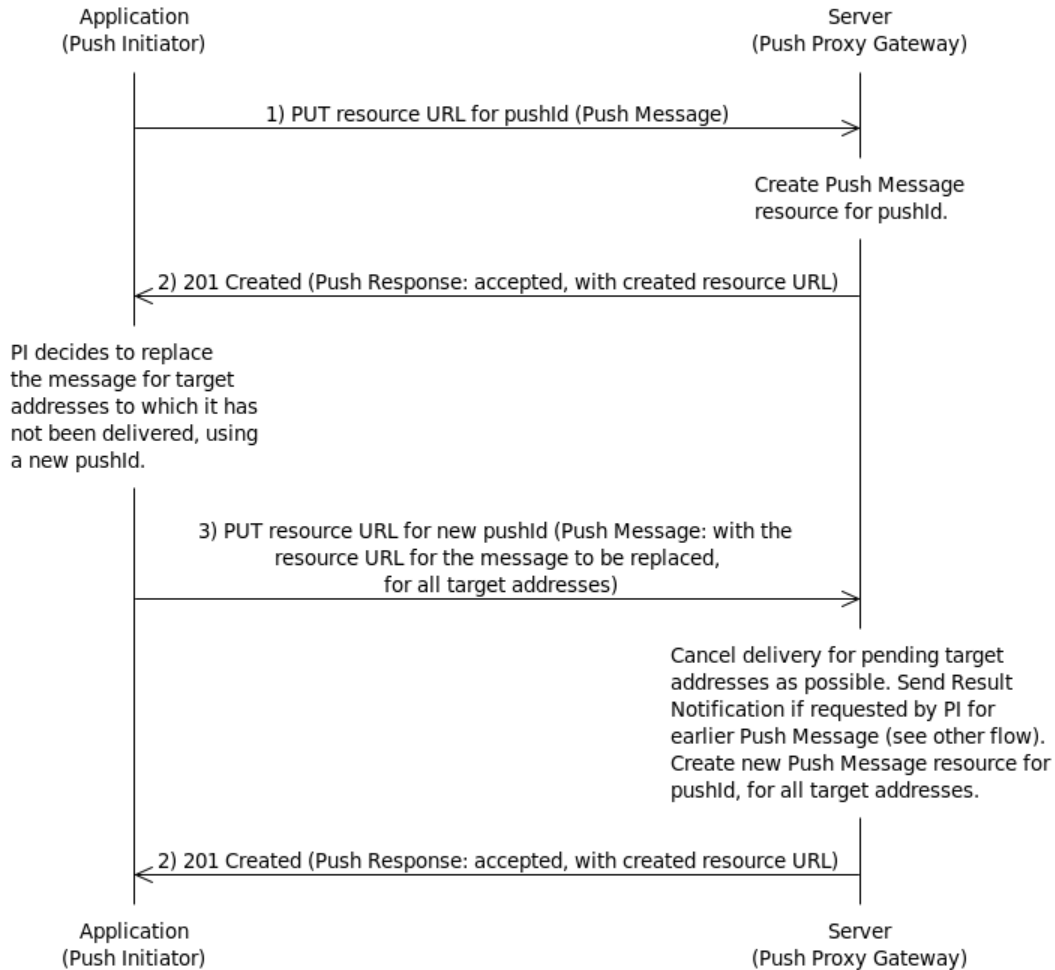 Application
(Push Initiator)
Server
(Push Proxy Gateway)
1) PUT resource URL for pushId (Push Message)
Create Push Message
resource for pushId.
2) 201 Created (Push Response: accepted, with created resource URL)
PI decides to replace
the message for target
addresses to which it has
not been delivered, using
a new pushId.
3) PUT resource URL for new pushId (Push Message: with the
resource URL for the message to be replaced,
for all target addresses)
Cancel delivery for pending target
addresses as possible. Send Result
Notification if requested by PI for
earlier Push Message (see other flow).
Create new Push Message resource for
pushId, for all target addresses.
2) 201 Created (Push Response: accepted, with created resource URL)
Application
(Push Initiator)
Server
(Push Proxy Gateway)